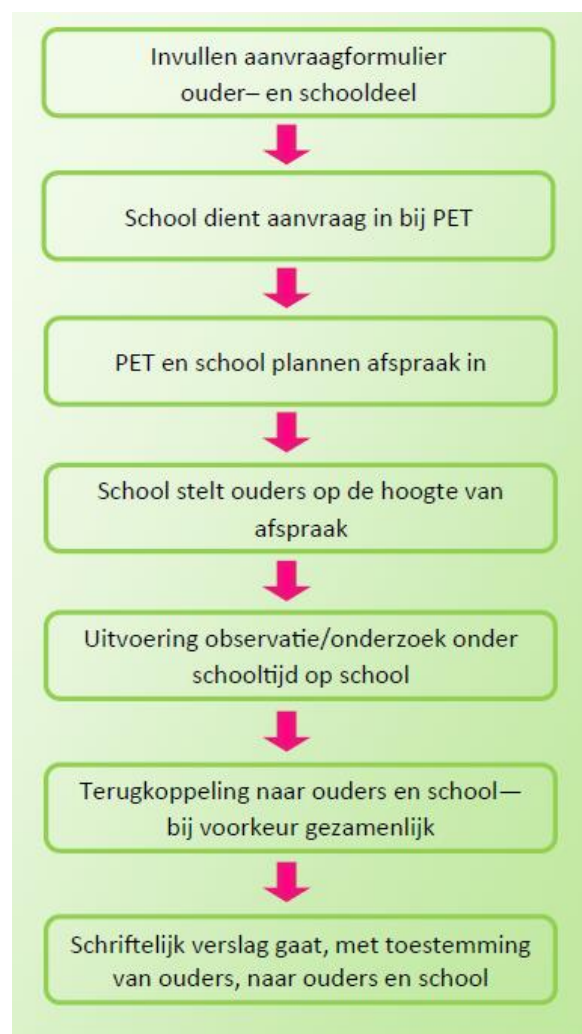 Invullen aanvraagformulier
ouder– en schooldeel
School dient aanvraag in bij PET
PET en school plannen afspraak in
School stelt ouders op de hoogte van
afspraak
Uitvoering observatie/onderzoek onder
schooltijd op school
Terugkoppeling naar ouders en school—
bij voorkeur gezamenlijk
Schriftelijk verslag gaat, met toestemming
van ouders, naar ouders en school